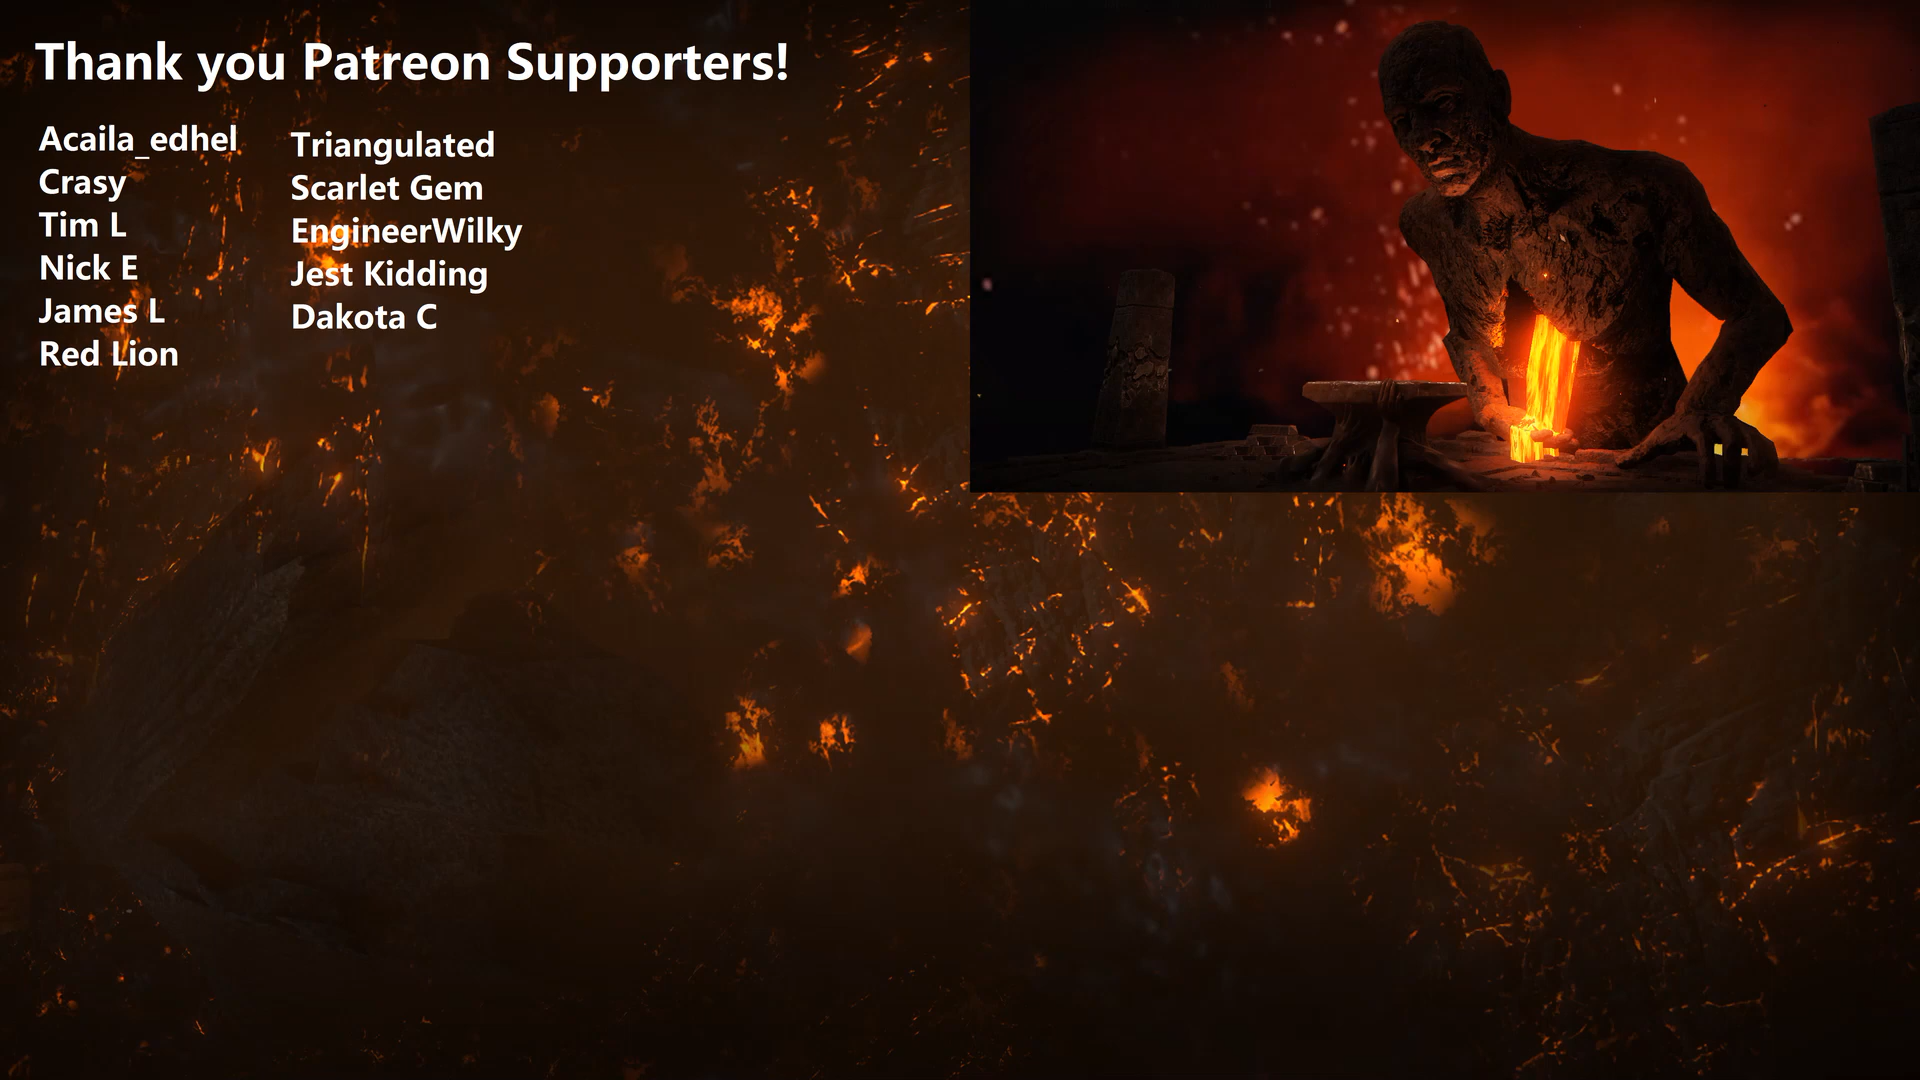 Thank you Patreon Supporters!
Acaila_edhel
Crasy
Tim L
Nick E
James L
Red Lion
Triangulated
Scarlet Gem
EngineerWilky
Jest Kidding
Dakota C